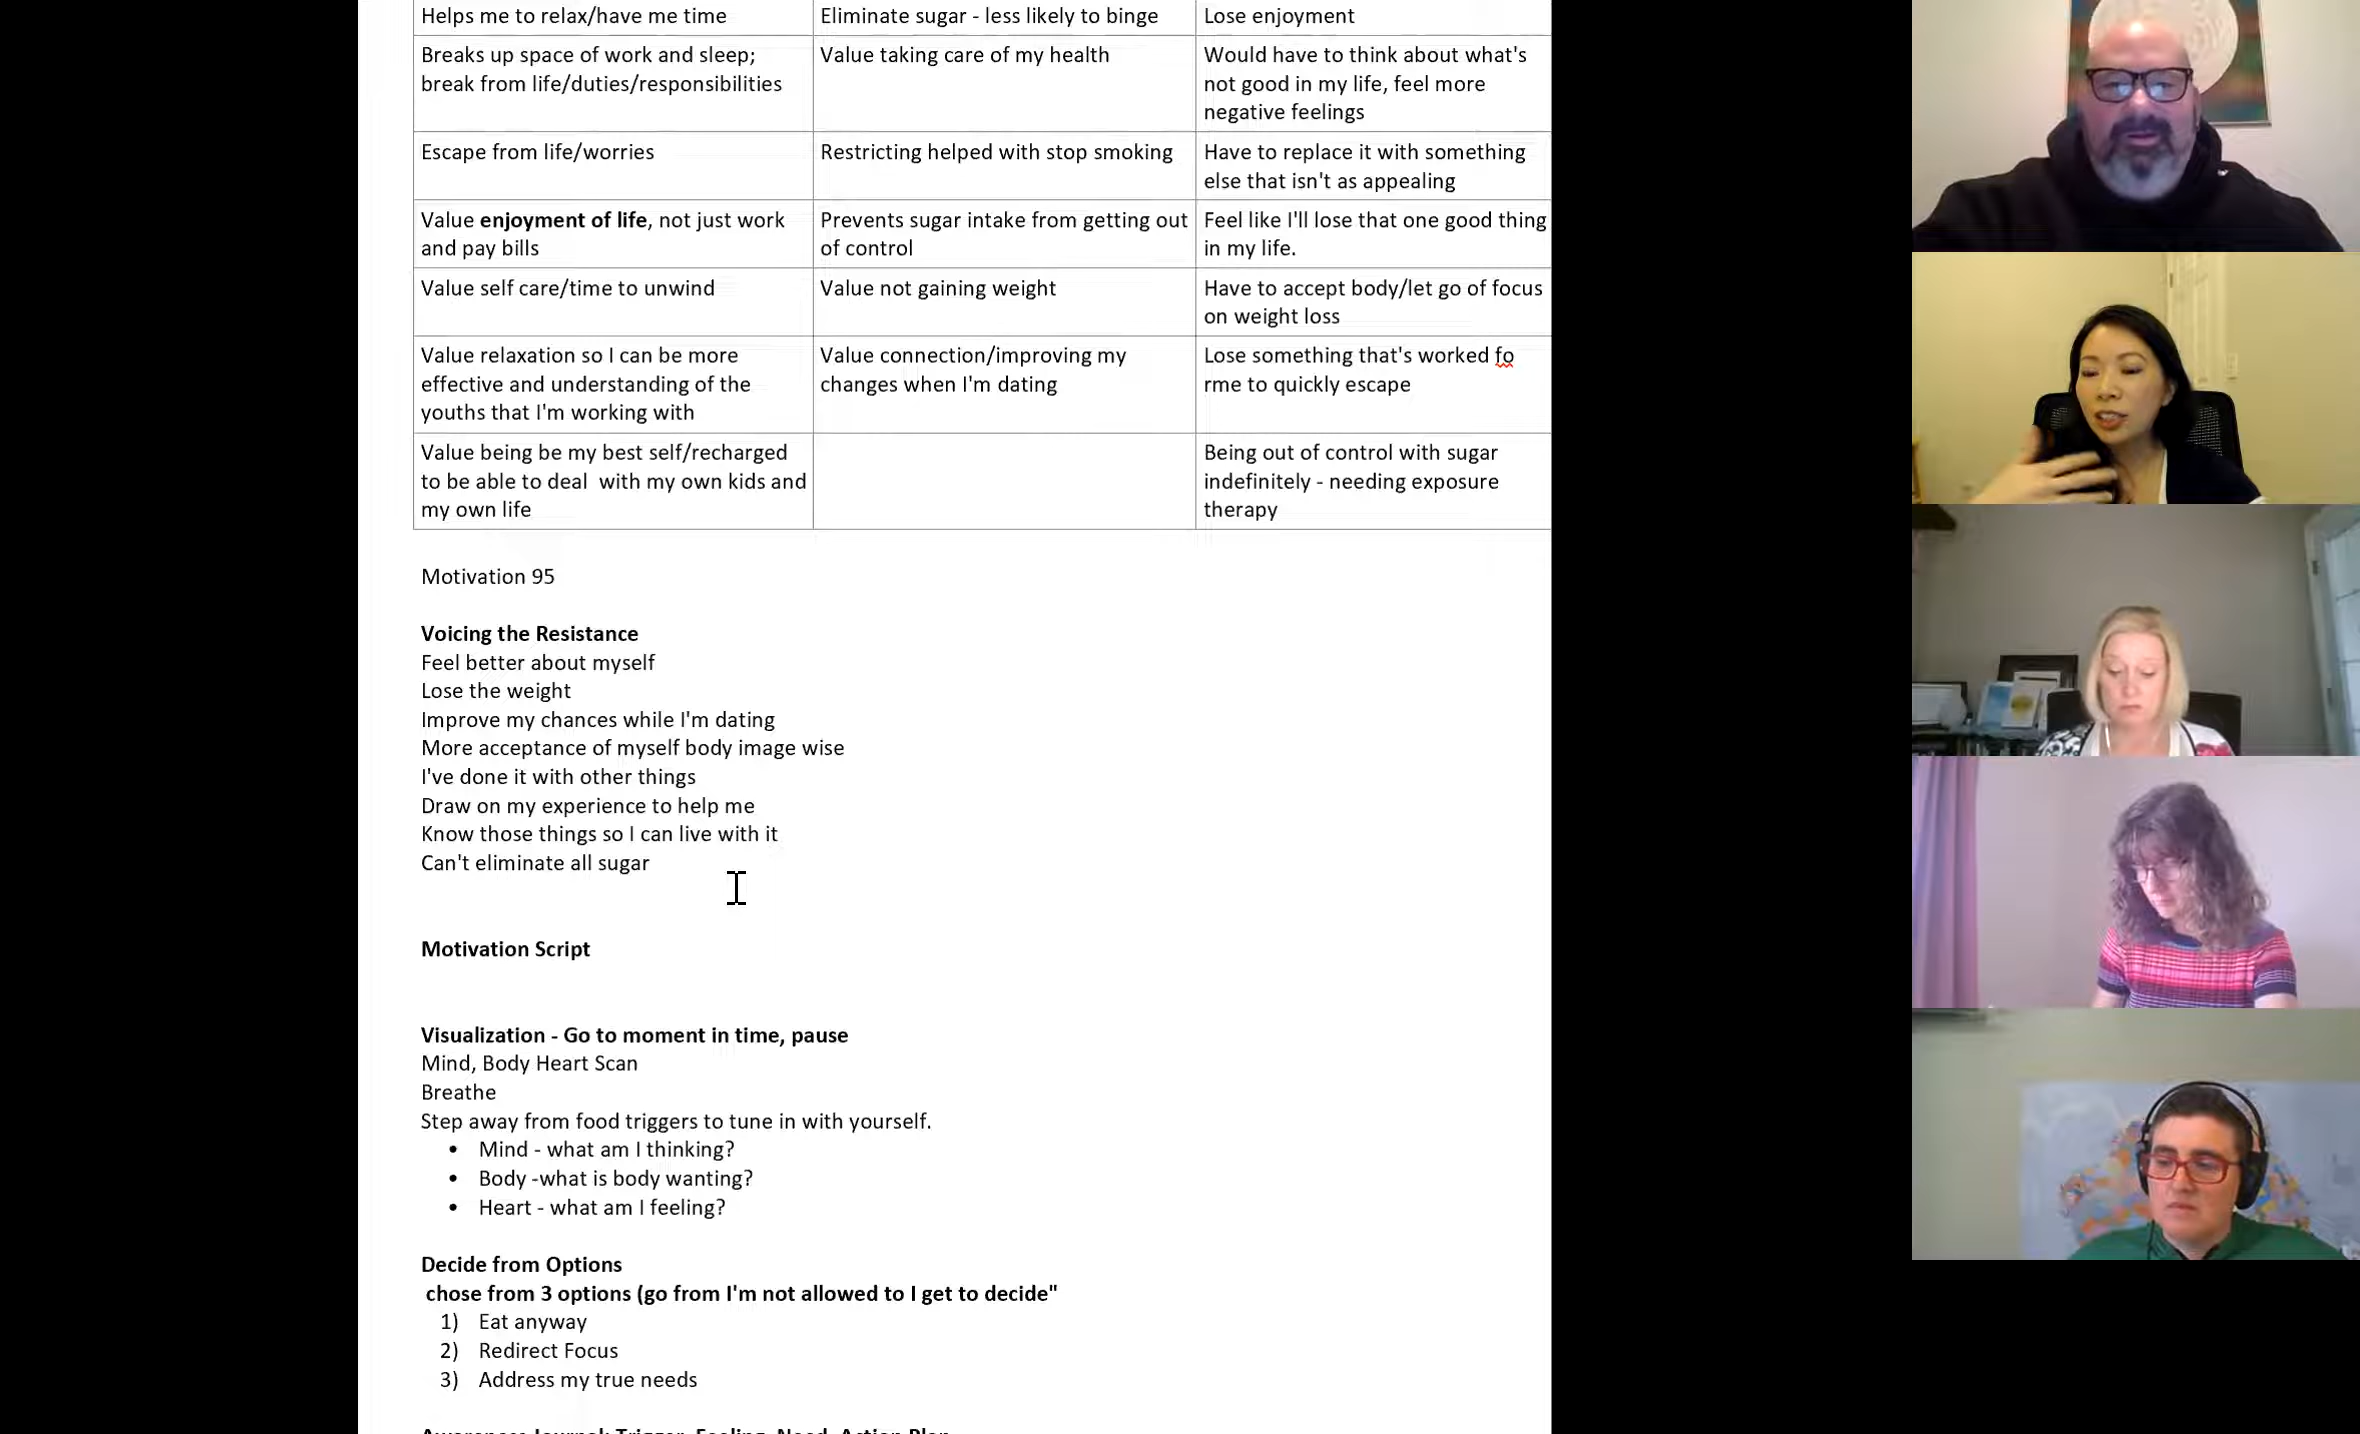 Helps me to relax/have me time
Eliminate sugar - less likely to binge
Lose enjoyment
Breaks up space of work and sleep;
break from life/duties/responsibilities
Value taking care of my health
Would have to think about what's
not good in my life, feel more
negative feelings
Escape from life/worries
Restricting helped with stop smoking
Have to replace it with something
else that isn't as appealing
Value enjoyment of life, not just work
and pay bills
Prevents sugar intake from getting out
of control
Feel like I'll lose that one good thing
in my life.
Value self care/time to unwind
Value not gaining weight
Have to accept body/let go of focus
on weight loss
Value relaxation so I can be more
effective and understanding of the
youths that I'm working with
Value connection/improving my
changes when I'm dating
Lose something that's worked fo
rme to quickly escape
Value being be my best self/recharged
to be able to deal  with my own kids and
my own life
Being out of control with sugar
indefinitely - needing exposure
therapy
Motivation 95
Voicing the Resistance
Feel better about myself
Lose the weight
Improve my chances while I'm dating
More acceptance of myself body image wise
I've done it with other things
Draw on my experience to help me
Know those things so I can live with it
Can't eliminate all sugar
Motivation Script
Visualization - Go to moment in time, pause
Mind, Body Heart Scan
Breathe
Step away from food triggers to tune in with yourself.
• Mind - what am I thinking?
• Body -what is body wanting?
• Heart - what am I feeling?
Decide from Options
chose from 3 options (go from I'm not allowed to I get to decide"
1) Eat anyway
2) Redirect Focus
3) Address my true needs
Awareness Journal: Trigger, Feeling, Need, Action Plan